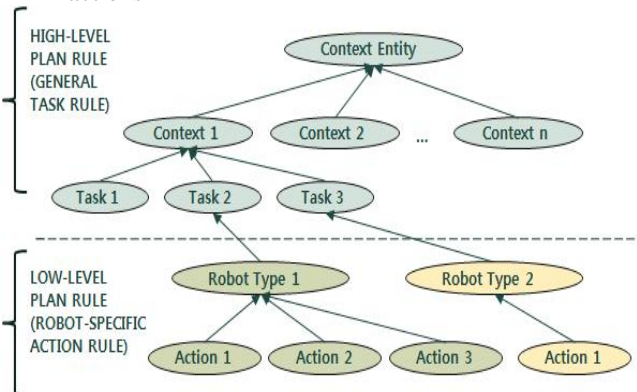 HIGH-LEVEL
PLAN RULE
(GENERAL
TASK RULE)
Context Entity
Context 1
Context 2
...
Context n
Task 1
Task 2
Task 3
LOW-LEVEL
PLAN RULE
(ROBOT-SPECIFIC
ACTION RULE)
Robot Type 1
Robot Type 2
Action 1
Action 2
Action 3
Action 1